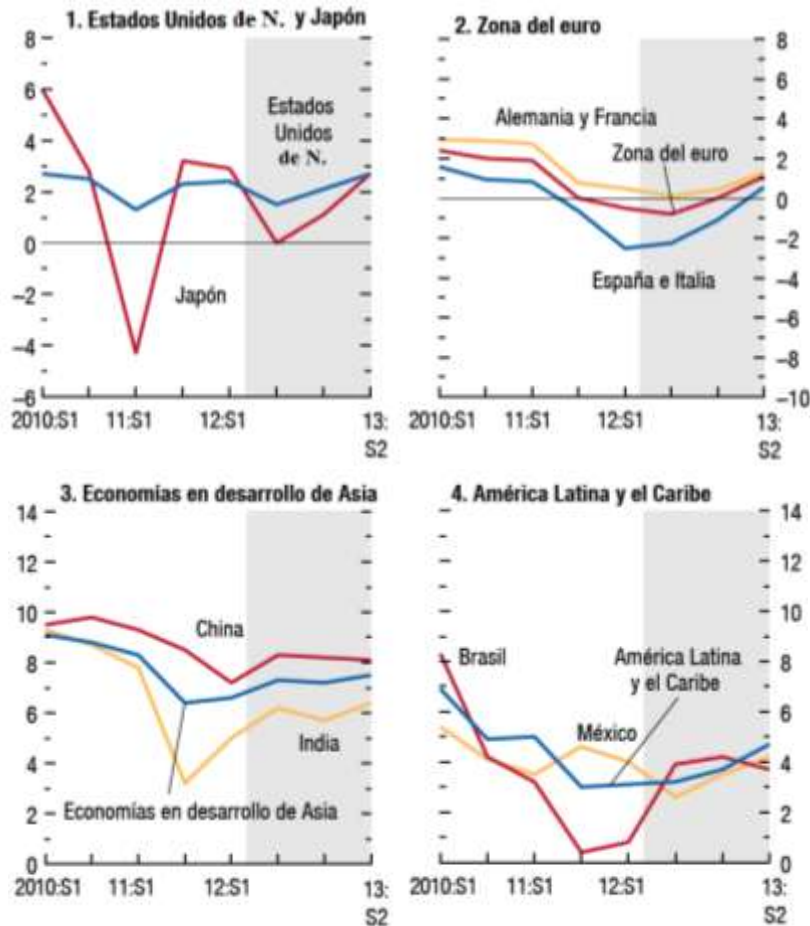 1. Estados Unidos de N. y Japón
8
6
4
2
0
−2
−4
−6
Estados
Unidos
de N.
Japón
2010:S1 11:S1 12:S1 13:
S2
2. Zona del euro
8
6
4
2
0
−2
−4
−6
−8
−10
Alemania y Francia
Zona del euro
España e Italia
2010:S1 11:S1 12:S1 13:
S2
3. Economías en desarrollo de Asia
14
12
10
8
6
4
2
0
China
India
Economías en desarrollo de Asia
2010:S1 11:S1 12:S1 13:
S2
4. América Latina y el Caribe
14
12
10
8
6
4
2
0
Brasil
América Latina
y el Caribe
México
2010:S1 11:S1 12:S1 13:
S2